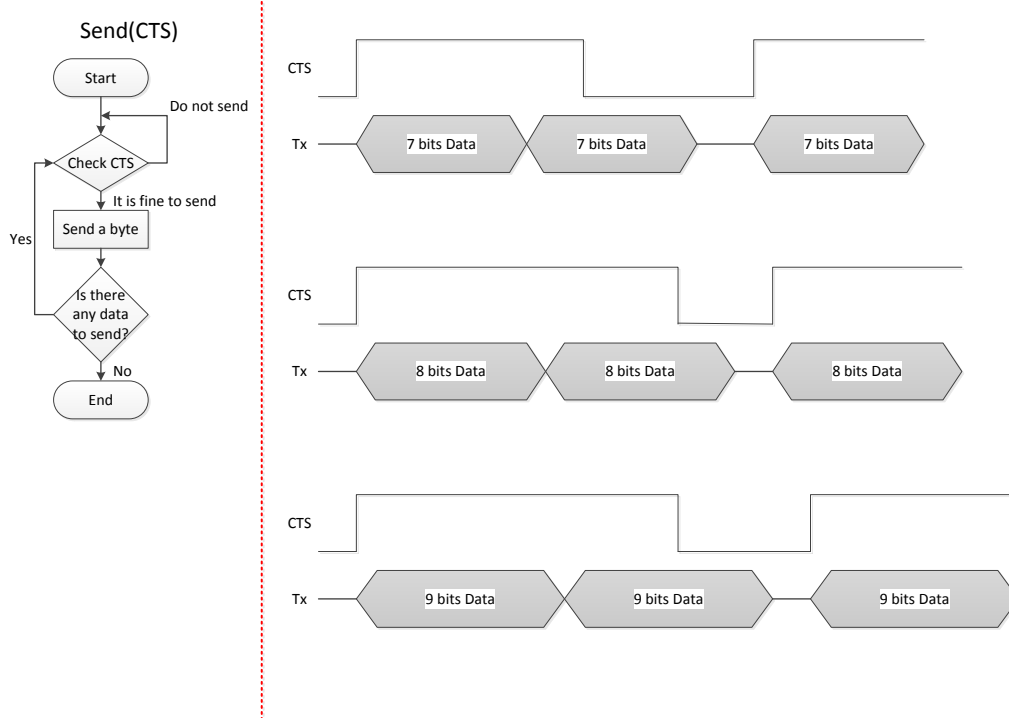 Send(CTS)
Start
Do not send
Check CTS
It is fine to send
Send a byte
Yes
Is there
any data
to send?
No
End
CTS
Tx
7 bits Data
7 bits Data
7 bits Data
CTS
Tx
8 bits Data
8 bits Data
8 bits Data
CTS
Tx
9 bits Data
9 bits Data
9 bits Data